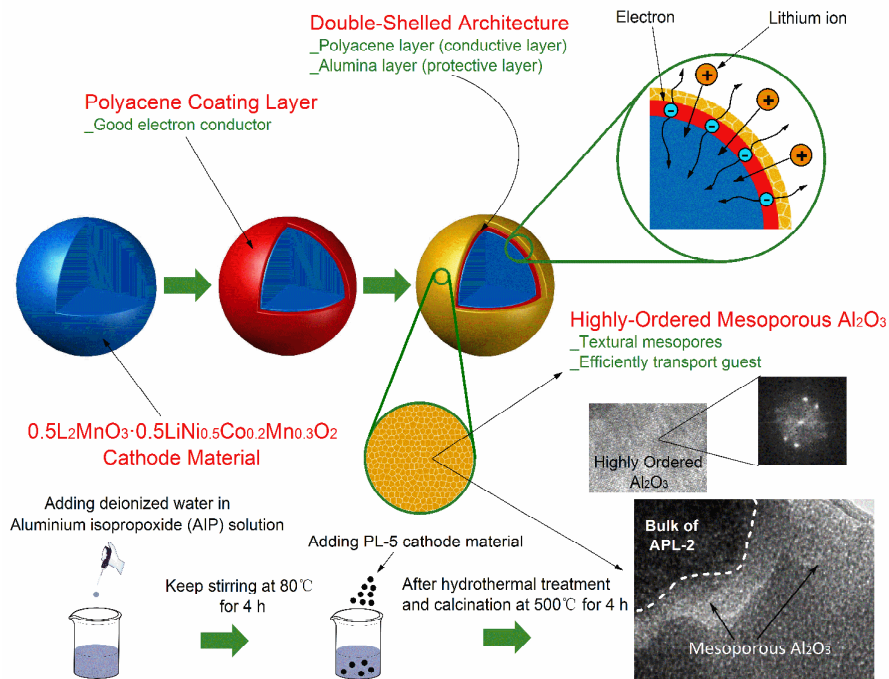 Double-Shelled Architecture
_Polyacene layer (conductive layer)
_Alumina layer (protective layer)
Electron
Lithium ion
Polyacene Coating Layer
_Good electron conductor
+
+
+
-
-
-
-
Highly-Ordered Mesoporous Al₂O₃
_Textural mesopores
_Efficiently transport guest
0.5L₂MnO₃·0.5LiNi₀.₅Co₀.₂Mn₀.₃O₂
Cathode Material
Highly Ordered
Al₂O₃
Adding deionized water in
Aluminium isopropoxide (AIP) solution
Keep stirring at 80℃
for 4 h
Adding PL-5 cathode material
After hydrothermal treatment
and calcination at 500℃ for 4 h
Bulk of
APL-2
Mesoporous Al₂O₃